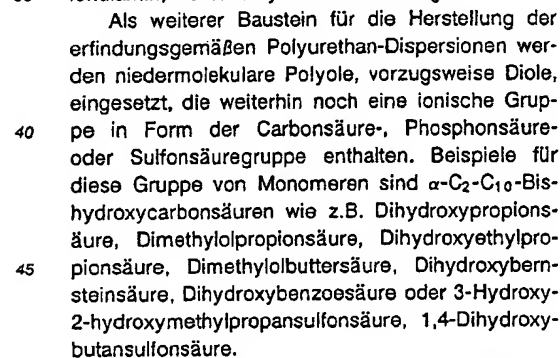 Als weiterer Baustein für die Herstellung der
erfindungsgemäßen Polyurethan-Dispersionen wer-
den niedermolekulare Polyole, vorzugsweise Diole,
eingesetzt, die weiterhin noch eine ionische Grup-
40 pe in Form der Carbonsäure-, Phosphonsäure-
oder Sulfonsäuregruppe enthalten. Beispiele für
diese Gruppe von Monomeren sind α-C₂-C₁₀-Bis-
hydroxycarbonsäuren wie z.B. Dihydroxypropions-
äure, Dimethylolpropionsäure, Dihydroxyethylpro-
45 pionsäure, Dimethylolbuttersäure, Dihydroxybern-
steinsäure, Dihydroxybenzoesäure oder 3-Hydroxy-
2-hydroxymethylpropansulfonsäure, 1,4-Dihydroxy-
butansulfonsäure.